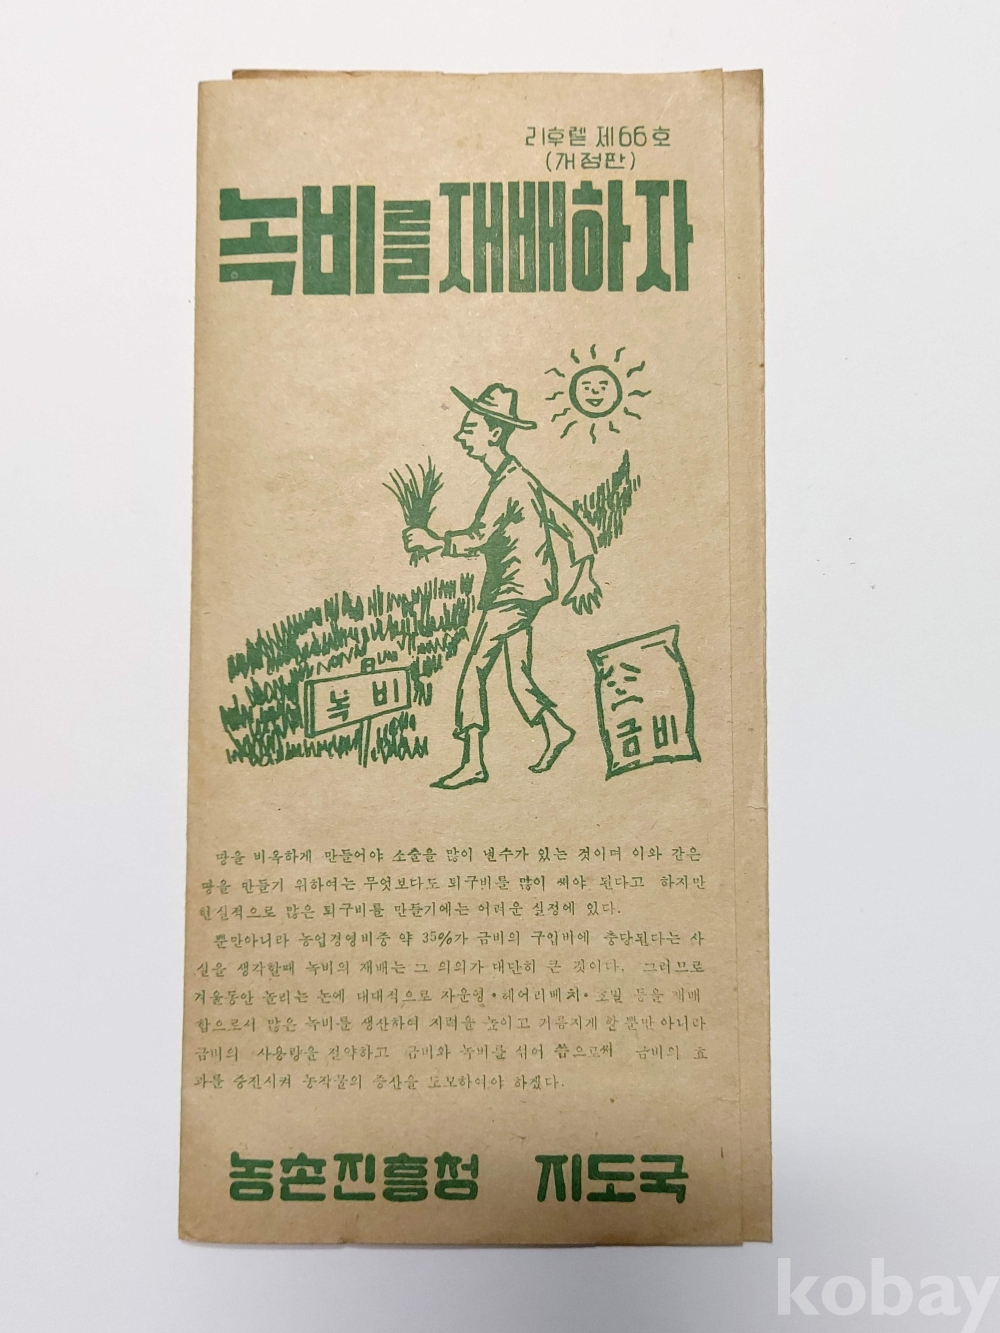 리후렡 제66호
(개정판)
녹비를재배하자
녹비
금비
땅을 비옥하게 만들어야 소출을 많이 낼수가 있는 것이며 이와 같은
땅을 만들기 위하여는 무엇보다도 퇴구비를 많이 써야 된다고 하지만
현실적으로 많은 퇴구비를 만들기에는 어려운 실정에 있다.
뿐만아니라 농업경영비중 약 35%가 금비의 구입비에 충당된다는 사
실을 생각할때 녹비의 재배는 그 의의가 대단히 큰 것이다. 그러므로
겨울동안 놀리는 논에 대대적으로 자운영·헤어리벳치·호밀 등을 재배
함으로서 많은 녹비를 생산하여 지력을 높이고 거름지게 할 뿐만 아니라
금비의 사용량을 절약하고 금비와 녹비를 섞어 씀으로써 금비의 효
과를 증진시켜 농작물의 증산을 도모하여야 하겠다.
농촌진흥청 지도국
kobay